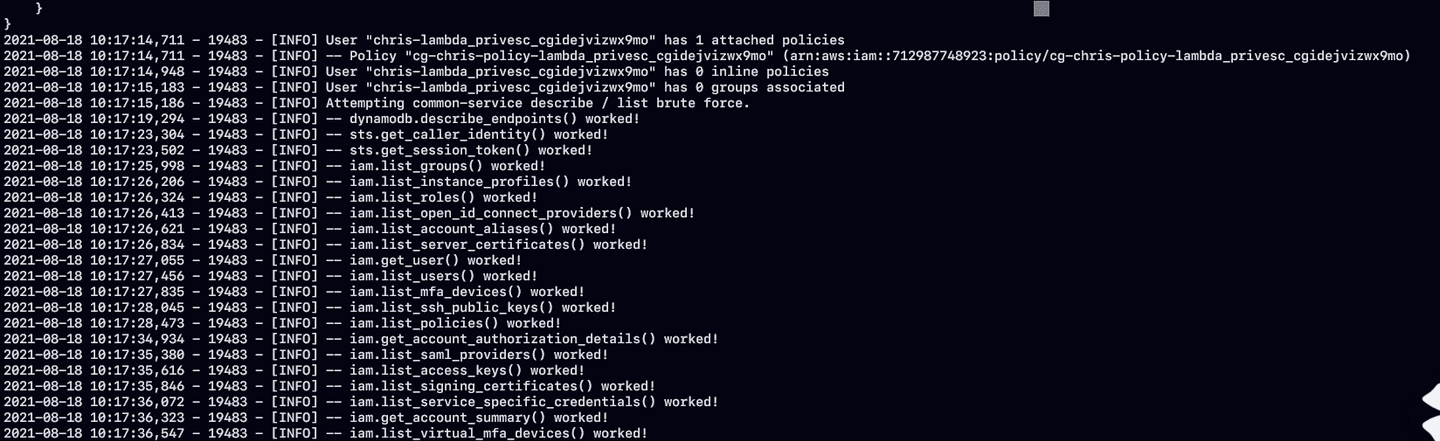 }
}
2021-08-18 10:17:14,711 - 19483 - [INFO] User "chris-lambda_privesc_cgidejvizwx9mo" has 1 attached policies
2021-08-18 10:17:14,711 - 19483 - [INFO] -- Policy "cg-chris-policy-lambda_privesc_cgidejvizwx9mo" (arn:aws:iam::712987748923:policy/cg-chris-policy-lambda_privesc_cgidejvizwx9mo)
2021-08-18 10:17:14,948 - 19483 - [INFO] User "chris-lambda_privesc_cgidejvizwx9mo" has 0 inline policies
2021-08-18 10:17:15,183 - 19483 - [INFO] User "chris-lambda_privesc_cgidejvizwx9mo" has 0 groups associated
2021-08-18 10:17:15,186 - 19483 - [INFO] Attempting common-service describe / list brute force.
2021-08-18 10:17:19,294 - 19483 - [INFO] -- dynamodb.describe_endpoints() worked!
2021-08-18 10:17:23,304 - 19483 - [INFO] -- sts.get_caller_identity() worked!
2021-08-18 10:17:23,502 - 19483 - [INFO] -- sts.get_session_token() worked!
2021-08-18 10:17:25,998 - 19483 - [INFO] -- iam.list_groups() worked!
2021-08-18 10:17:26,206 - 19483 - [INFO] -- iam.list_instance_profiles() worked!
2021-08-18 10:17:26,324 - 19483 - [INFO] -- iam.list_roles() worked!
2021-08-18 10:17:26,413 - 19483 - [INFO] -- iam.list_open_id_connect_providers() worked!
2021-08-18 10:17:26,621 - 19483 - [INFO] -- iam.list_account_aliases() worked!
2021-08-18 10:17:26,834 - 19483 - [INFO] -- iam.list_server_certificates() worked!
2021-08-18 10:17:27,055 - 19483 - [INFO] -- iam.get_user() worked!
2021-08-18 10:17:27,456 - 19483 - [INFO] -- iam.list_users() worked!
2021-08-18 10:17:27,835 - 19483 - [INFO] -- iam.list_mfa_devices() worked!
2021-08-18 10:17:28,045 - 19483 - [INFO] -- iam.list_ssh_public_keys() worked!
2021-08-18 10:17:28,473 - 19483 - [INFO] -- iam.list_policies() worked!
2021-08-18 10:17:34,934 - 19483 - [INFO] -- iam.get_account_authorization_details() worked!
2021-08-18 10:17:35,380 - 19483 - [INFO] -- iam.list_saml_providers() worked!
2021-08-18 10:17:35,616 - 19483 - [INFO] -- iam.list_access_keys() worked!
2021-08-18 10:17:35,846 - 19483 - [INFO] -- iam.list_signing_certificates() worked!
2021-08-18 10:17:36,072 - 19483 - [INFO] -- iam.list_service_specific_credentials() worked!
2021-08-18 10:17:36,323 - 19483 - [INFO] -- iam.get_account_summary() worked!
2021-08-18 10:17:36,547 - 19483 - [INFO] -- iam.list_virtual_mfa_devices() worked!